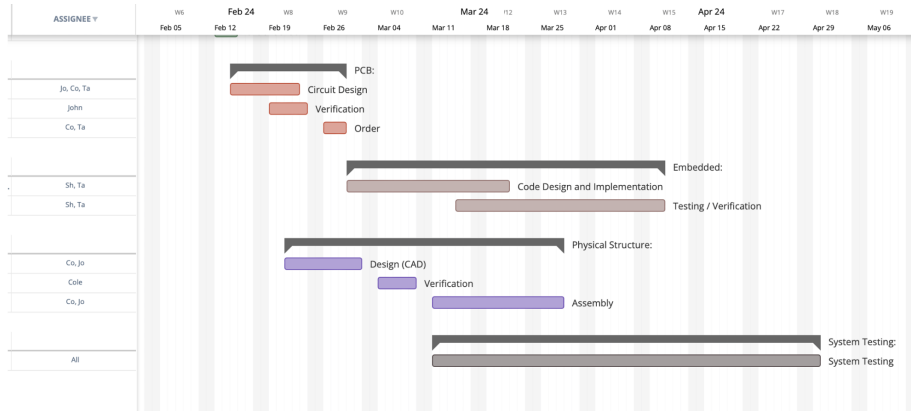 ASSIGNEE
W6 Feb 24 W8 W9 W10 Mar 24 W13 W14 W15 Apr 24 W17 W18 W19
Feb 05 Feb 12 Feb 19 Feb 26 Mar 04 Mar 11 Mar 18 Mar 25 Apr 01 Apr 08 Apr 15 Apr 22 Apr 29 May 06
PCB:
Jo, Co, Ta Circuit Design
John Verification
Co, Ta Order
Embedded:
Sh, Ta Code Design and Implementation
Sh, Ta Testing / Verification
Physical Structure:
Co, Jo Design (CAD)
Cole Verification
Co, Jo Assembly
System Testing:
All System Testing